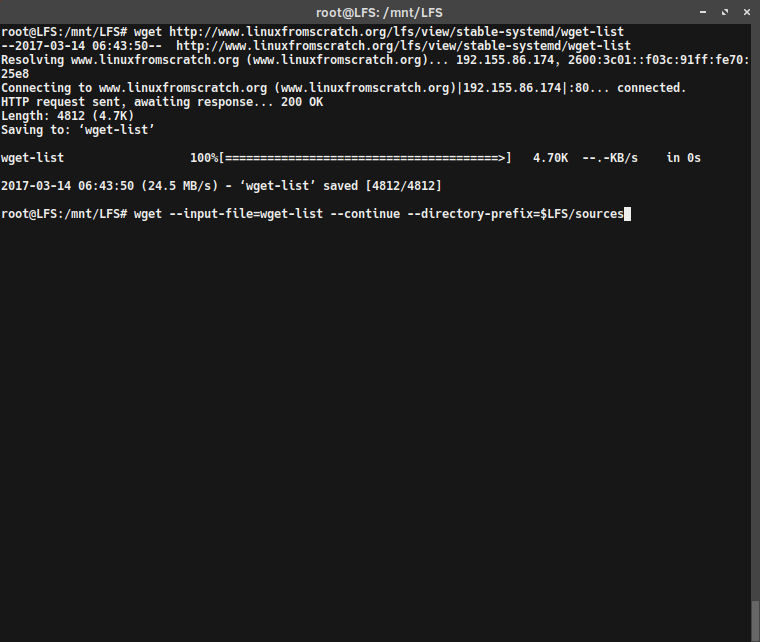 root@LFS: /mnt/LFS
root@LFS:/mnt/LFS# wget http://www.linuxfromscratch.org/lfs/view/stable-systemd/wget-list
--2017-03-14 06:43:50--  http://www.linuxfromscratch.org/lfs/view/stable-systemd/wget-list
Resolving www.linuxfromscratch.org (www.linuxfromscratch.org)... 192.155.86.174, 2600:3c01::f03c:91ff:fe70:
25e8
Connecting to www.linuxfromscratch.org (www.linuxfromscratch.org)|192.155.86.174|:80... connected.
HTTP request sent, awaiting response... 200 OK
Length: 4812 (4.7K)
Saving to: ‘wget-list’
wget-list                  100%[=======================================>]   4.70K  --.-KB/s    in 0s
2017-03-14 06:43:50 (24.5 MB/s) - ‘wget-list’ saved [4812/4812]
root@LFS:/mnt/LFS# wget --input-file=wget-list --continue --directory-prefix=$LFS/sources